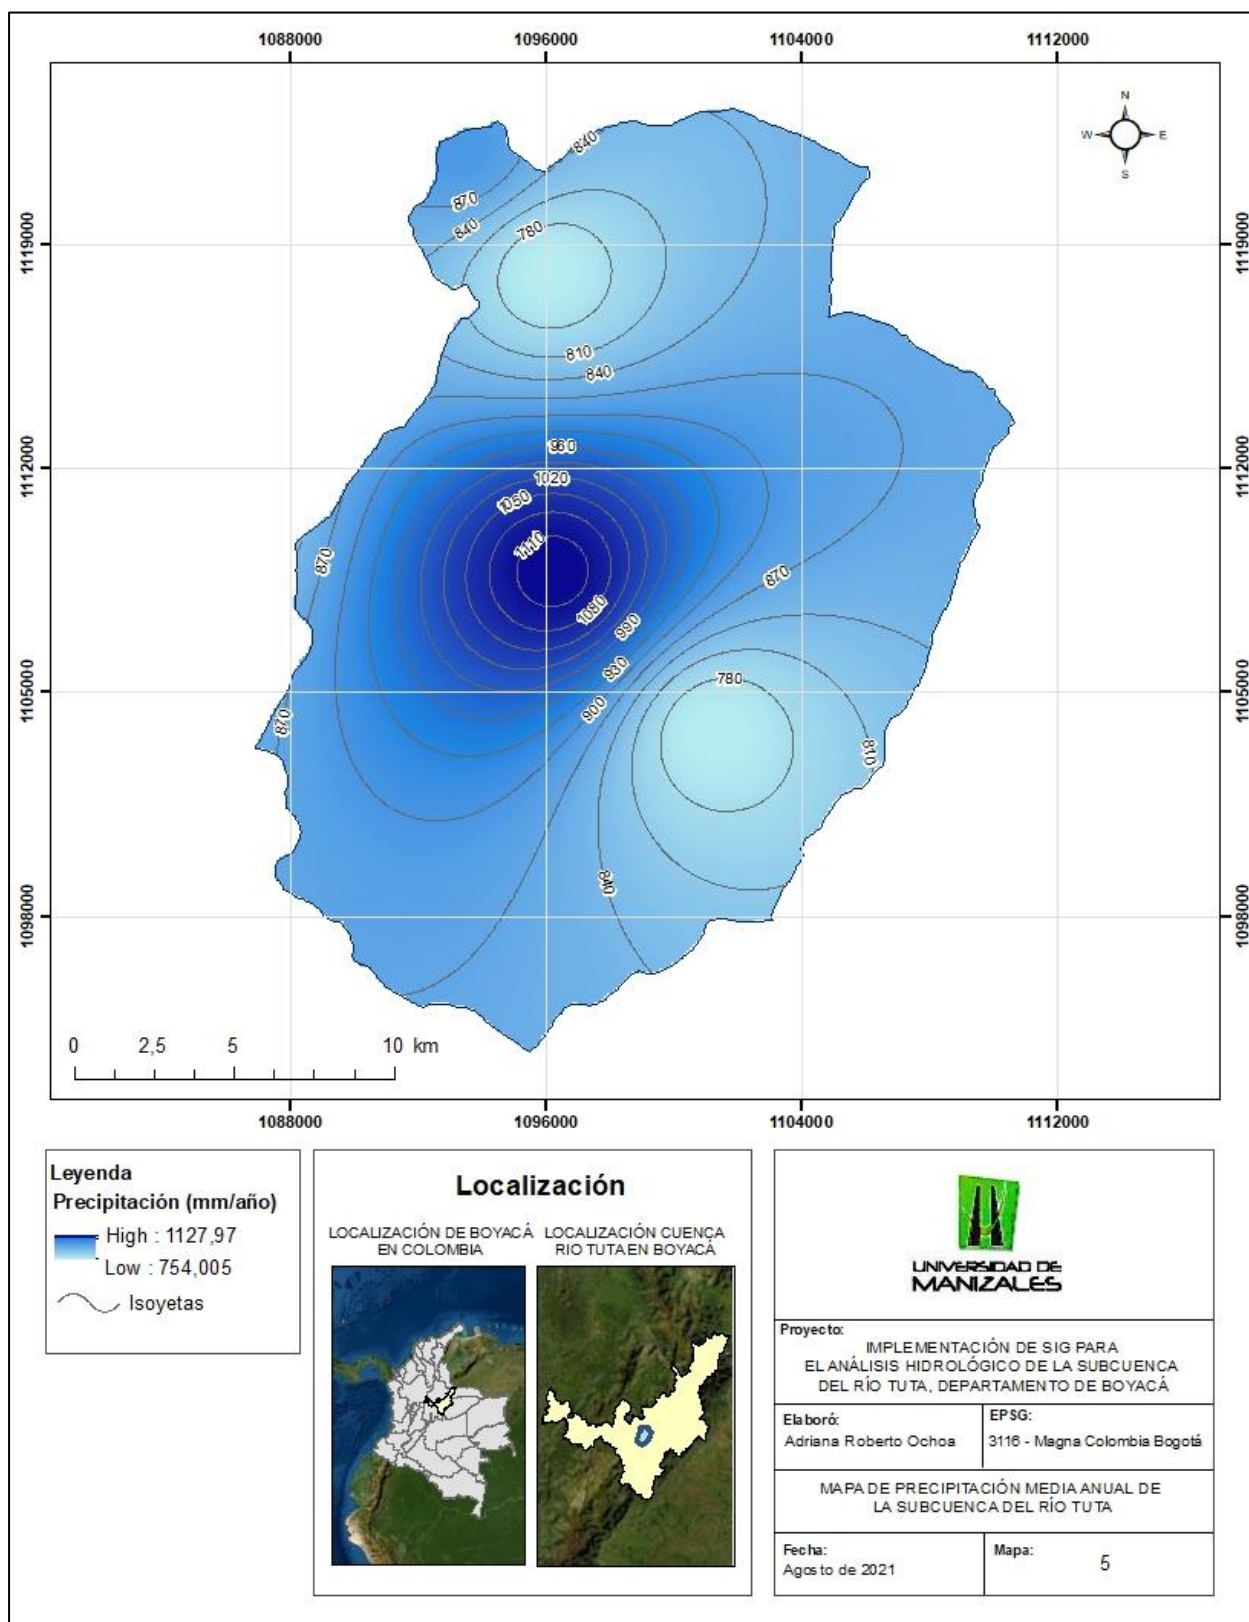 1088000 1096000 1104000 1112000
N
W E
S
840
870
840
780
1119000 1119000
810
840
960
1112000 1112000
1020
1050
1110
870
870
1080
990
930
780
1105000 1105000
900
870
810
840
1098000 1098000
0 2,5 5 10 km
1088000 1096000 1104000 1112000
Leyenda
Precipitación (mm/año)
High : 1127,97
Low : 754,005
Isoyetas
Localización
LOCALIZACIÓN DE BOYACÁ
EN COLOMBIA
LOCALIZACIÓN CUENCA
RIO TUTA EN BOYACÁ
UNIVERSIDAD DE
MANIZALES
Proyecto:
IMPLEMENTACIÓN DE SIG PARA
EL ANÁLISIS HIDROLÓGICO DE LA SUBCUENCA
DEL RÍO TUTA, DEPARTAMENTO DE BOYACÁ
Elaboró:
Adriana Roberto Ochoa
EPSG:
3116 - Magna Colombia Bogotá
MAPA DE PRECIPITACIÓN MEDIA ANUAL DE
LA SUBCUENCA DEL RÍO TUTA
Fecha:
Agosto de 2021
Mapa:
5